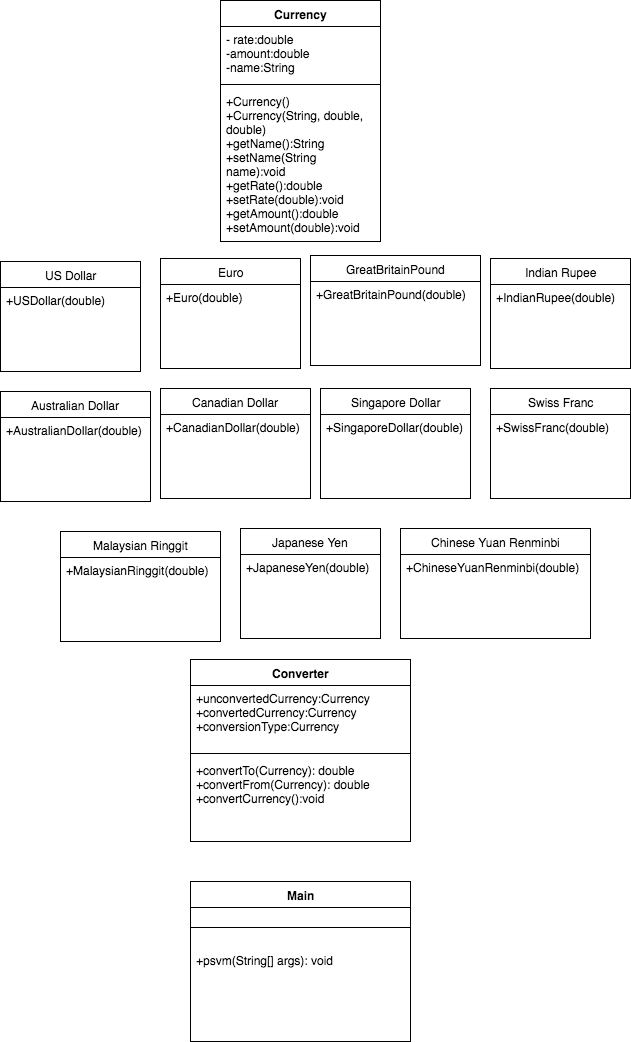 Currency
- rate:double
-amount:double
-name:String
+Currency()
+Currency(String, double,
double)
+getName():String
+setName(String
name):void
+getRate():double
+setRate(double):void
+getAmount():double
+setAmount(double):void
US Dollar
+USDollar(double)
Euro
+Euro(double)
GreatBritainPound
+GreatBritainPound(double)
Indian Rupee
+IndianRupee(double)
Australian Dollar
+AustralianDollar(double)
Canadian Dollar
+CanadianDollar(double)
Singapore Dollar
+SingaporeDollar(double)
Swiss Franc
+SwissFranc(double)
Malaysian Ringgit
+MalaysianRinggit(double)
Japanese Yen
+JapaneseYen(double)
Chinese Yuan Renminbi
+ChineseYuanRenminbi(double)
Converter
+unconvertedCurrency:Currency
+convertedCurrency:Currency
+conversionType:Currency
+convertTo(Currency): double
+convertFrom(Currency): double
+convertCurrency():void
Main
+psvm(String[] args): void